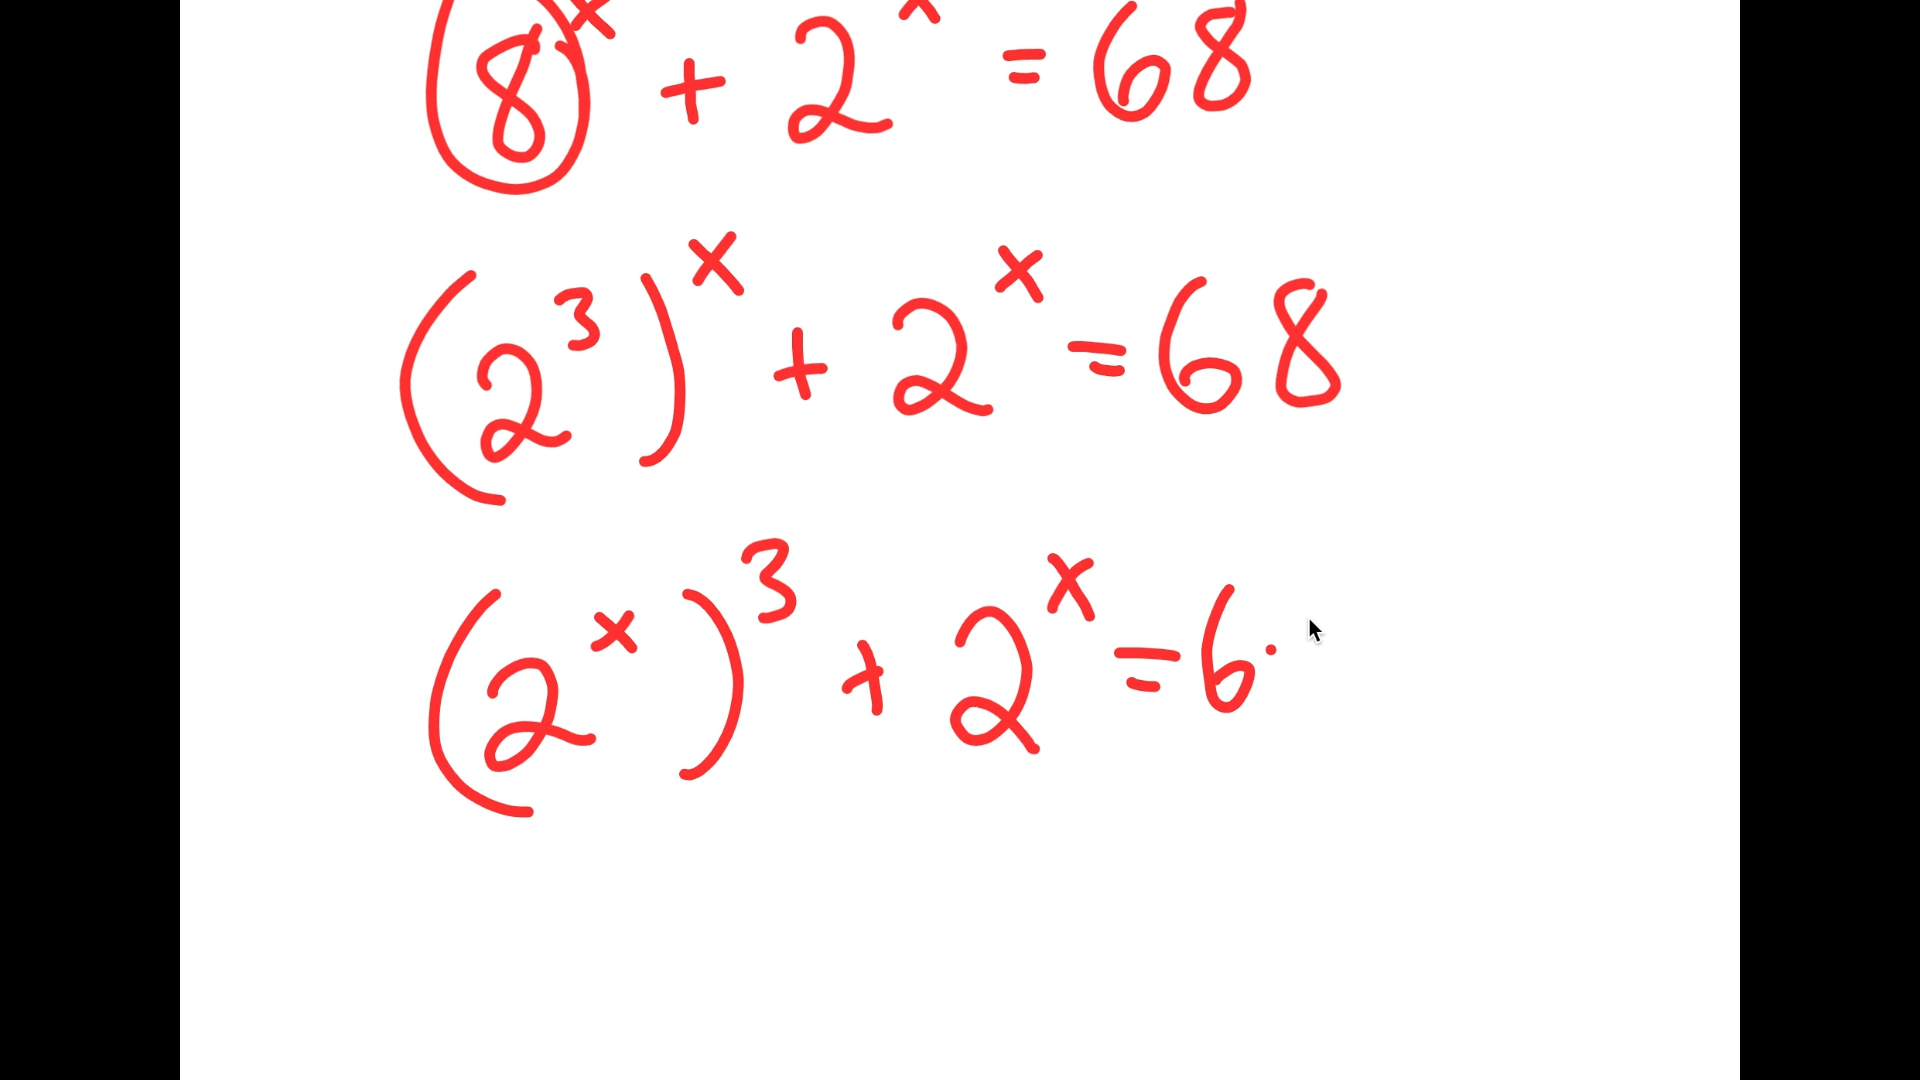 8^x + 2^x = 68
(2^3)^x + 2^x = 68
(2^x)^3 + 2^x = 6.